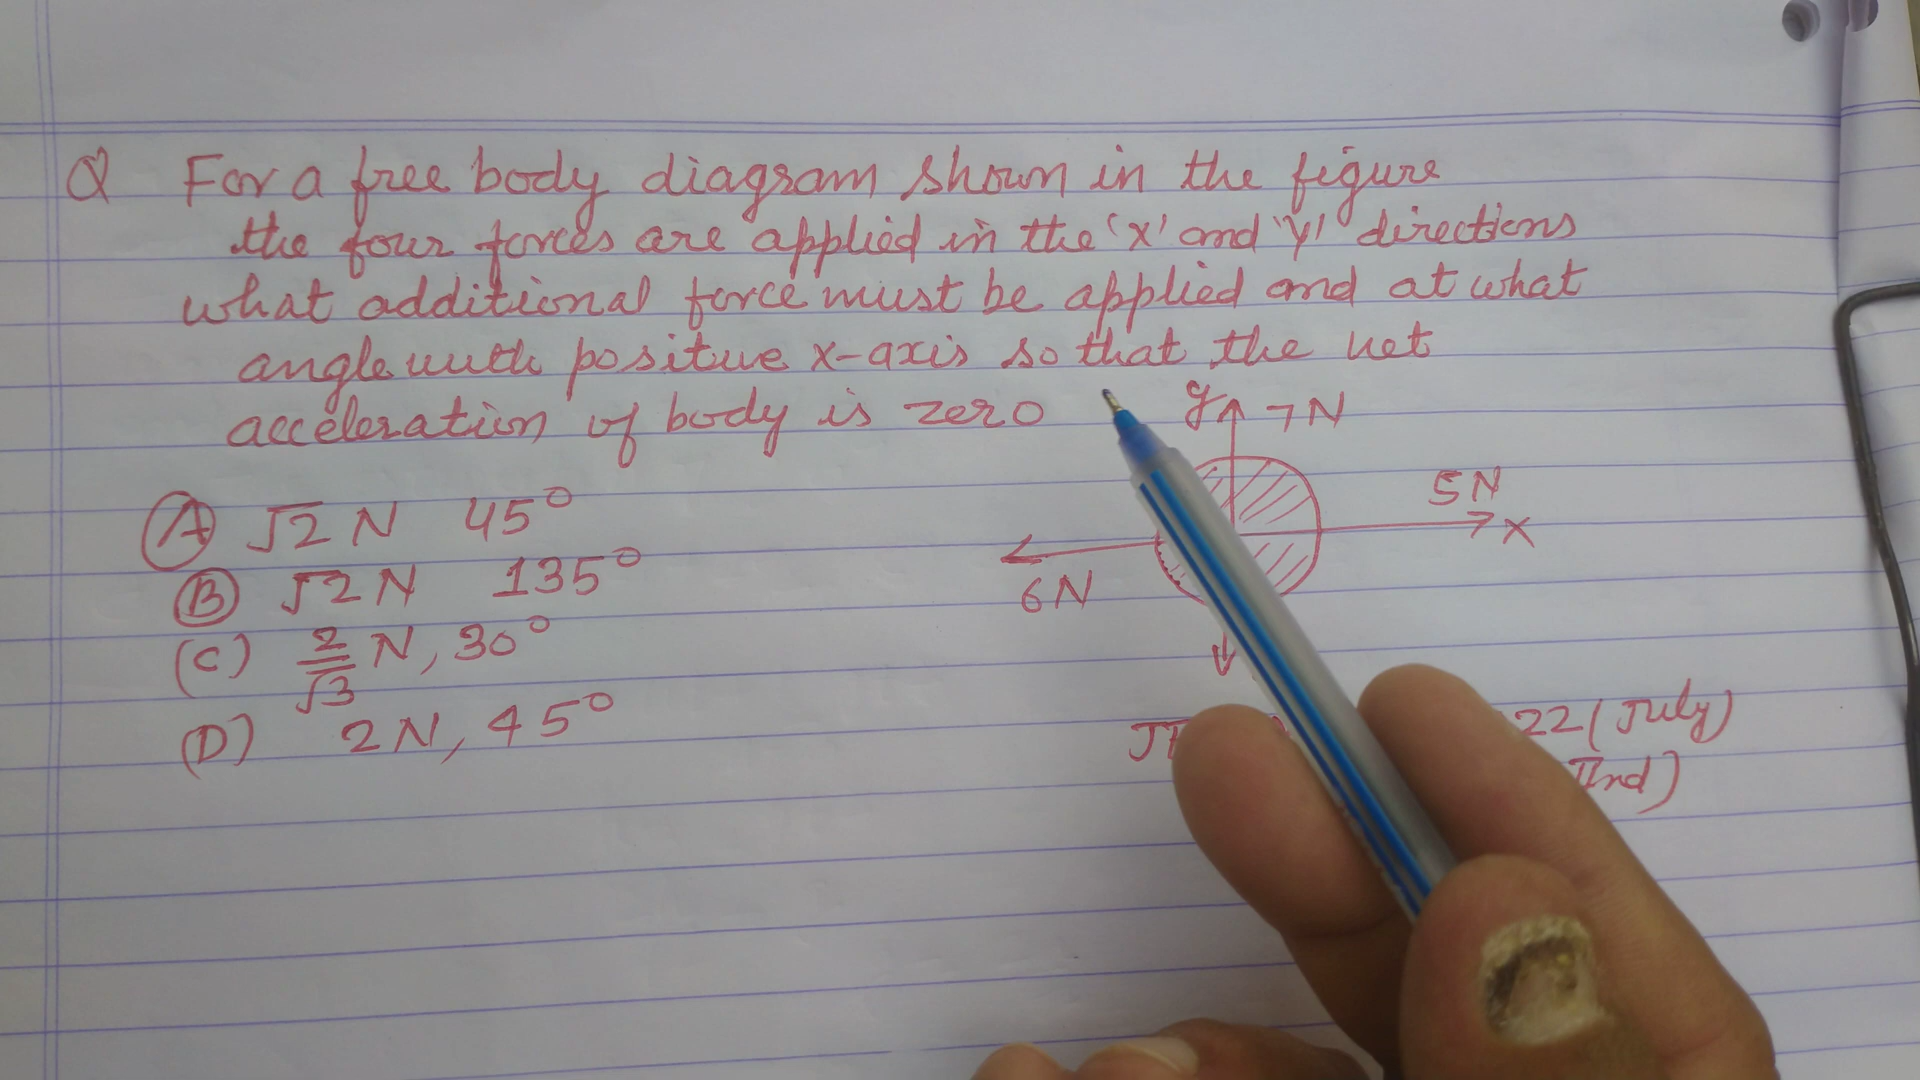 Q For a free body diagram shown in the figure
the four forces are applied in the 'x' and 'y' directions
what additional force must be applied and at what
angle with positive x-axis so that the net
acceleration of body is zero
y 7N
5N
x
6N
(A) √2 N 45°
(B) √2 N 135°
(C) 2/√3 N, 30°
(D) 2N, 45°
22 (July)
IInd)